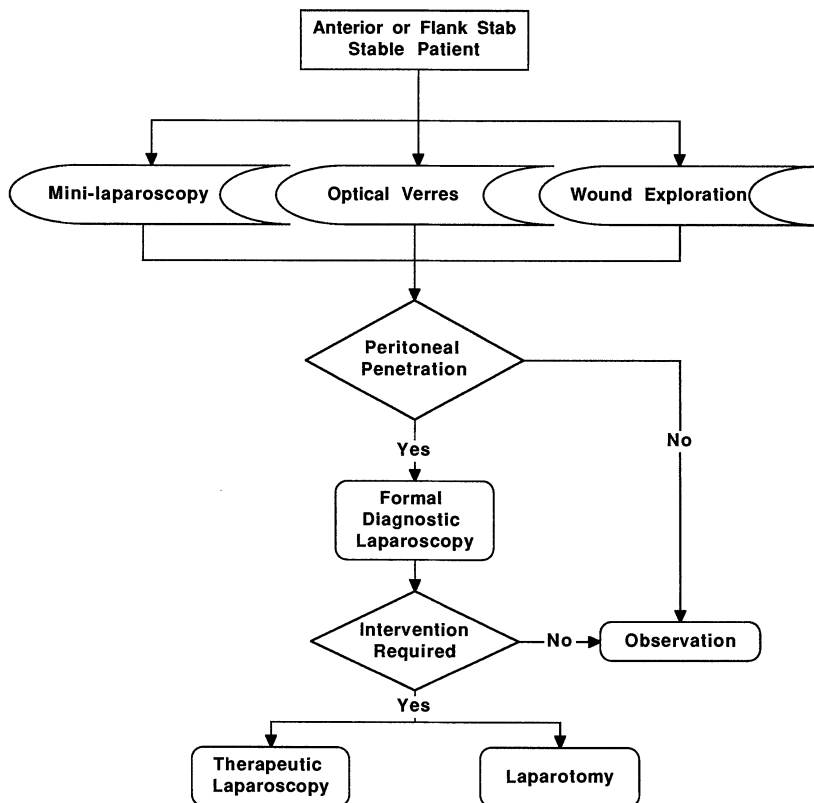 Anterior or Flank Stab
Stable Patient
Mini-laparoscopy
Optical Verres
Wound Exploration
Peritoneal
Penetration
Yes
No
Formal
Diagnostic
Laparoscopy
Intervention
Required
No
Observation
Yes
Therapeutic
Laparoscopy
Laparotomy